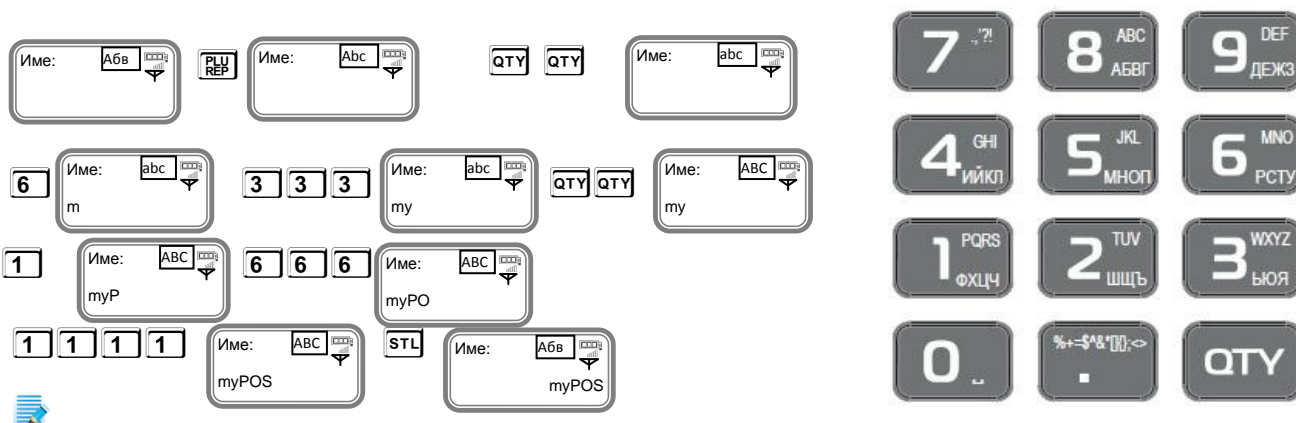 Име: Абв PLU REP Име: Abc QTY QTY Име: abc
6 Име: abc 3 3 3 Име: abc QTY QTY Име: ABC
m my my
1 Име: ABC 6 6 6 Име: ABC
myP myPO
1 1 1 1 Име: ABC STL Име: Абв
myPOS myPOS
7 .,'?! 8 ABC АБВГ 9 DEF ДЕЖЗ
4 GHI ИЙКЛ 5 JKL МНОП 6 MNO РСТУ
1 PQRS ФХЦЧ 2 TUV ШЩЪ 3 WXYZ ЬЮЯ
0 ␣ . %+=$^&*[]{};<> QTY